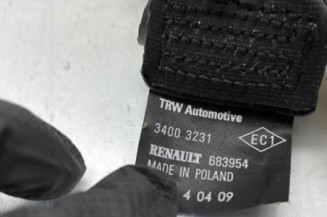 TRW Automotive
3400 3231
EC1
RENAULT 683954
MADE IN POLAND
4 04 09